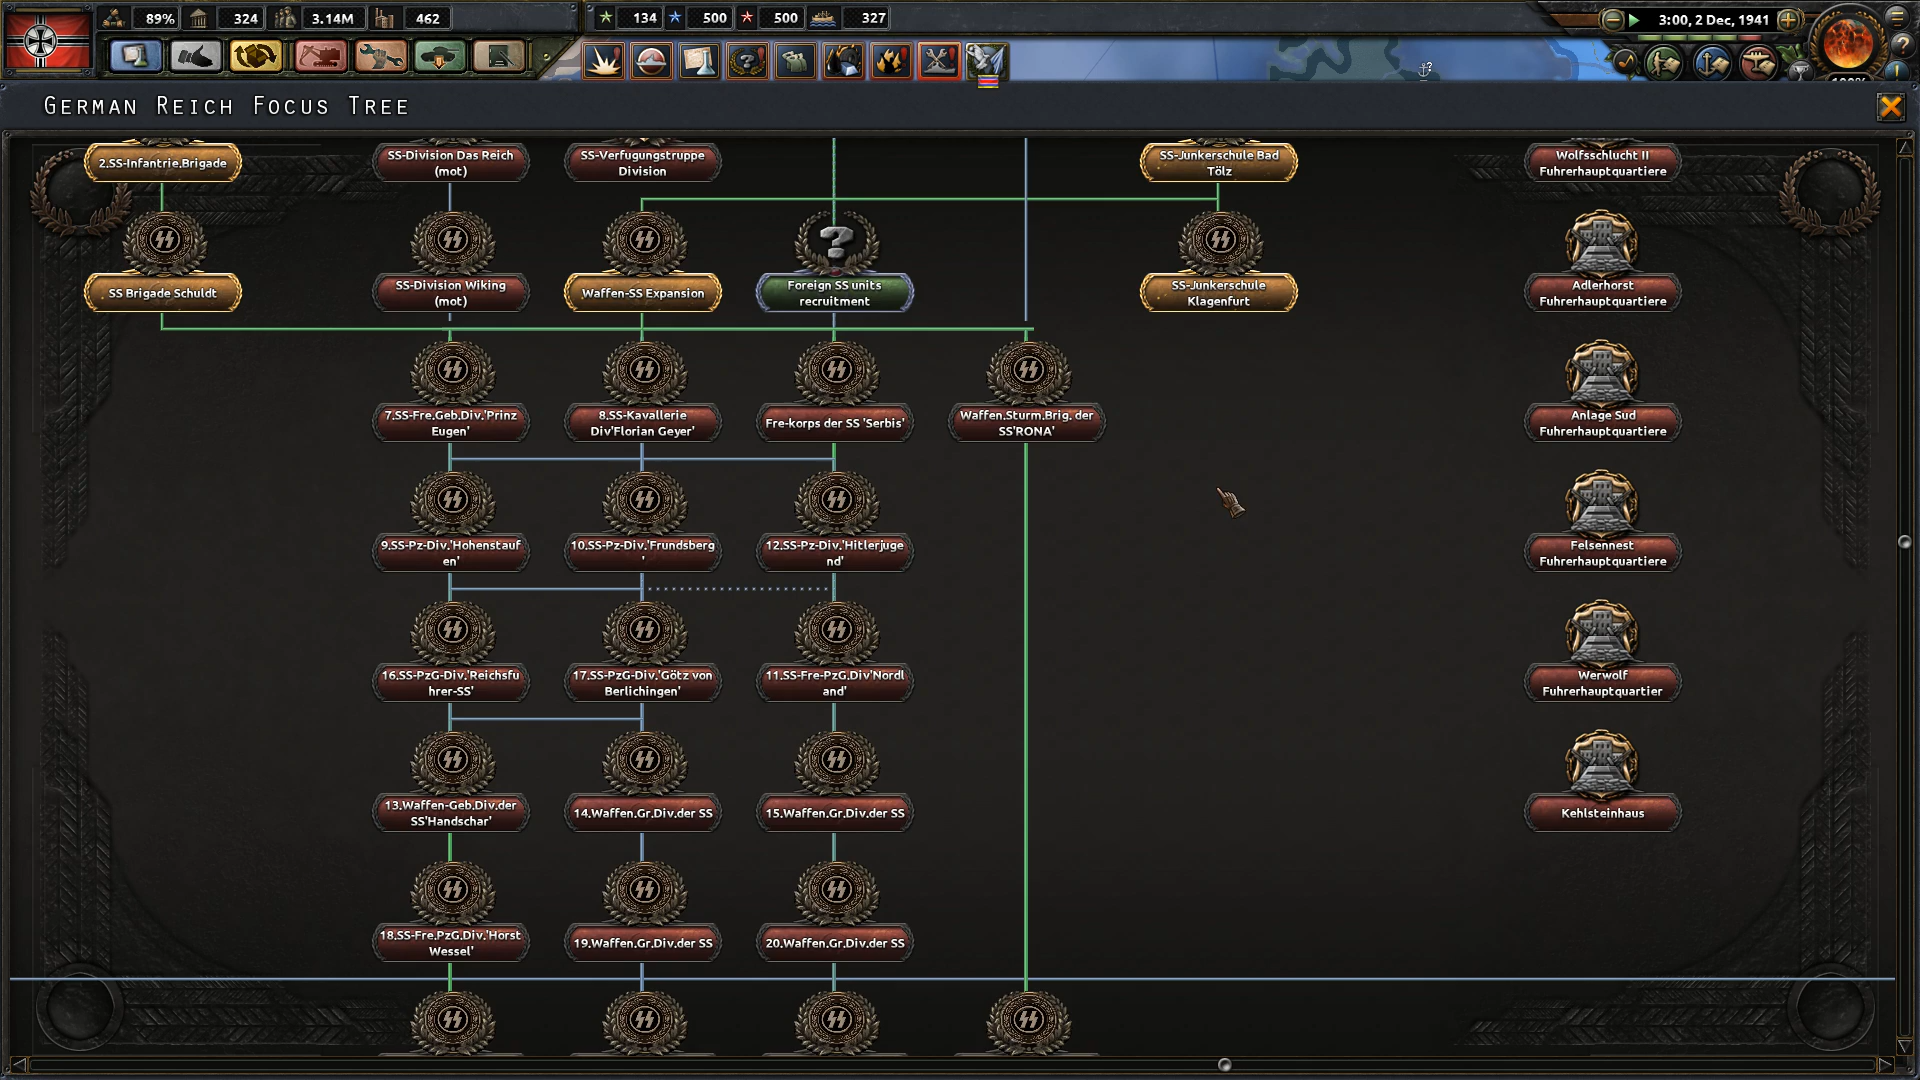 89%
324
3.14M
462
134
500
500
327
3:00, 2 Dec, 1941
German Reich Focus Tree
2.SS-Infantrie.Brigade
SS-Division Das Reich
(mot)
SS-Verfugungstruppe
Division
SS-Junkerschule Bad
Tölz
Wolfsschlucht II
Fuhrerhauptquartiere
. SS Brigade Schuldt
SS-Division Wiking
(mot)
Waffen-SS Expansion
Foreign SS units
recruitment
SS-Junkerschule
Klagenfurt
Adlerhorst
Fuhrerhauptquartiere
7.SS-Fre.Geb.Div.'Prinz
Eugen'
8.SS-Kavallerie
Div'Florian Geyer'
Fre-korps der SS 'Serbis'
Waffen.Sturm.Brig. der
SS'RONA'
Anlage Sud
Fuhrerhauptquartiere
9.SS-Pz-Div.'Hohenstauf
en'
10.SS-Pz-Div.'Frundsberg
'
12.SS-Pz-Div.'Hitlerjuge
nd'
Felsennest
Fuhrerhauptquartiere
16.SS-PzG-Div.'Reichsfu
hrer-SS'
17.SS-PzG-Div.'Götz von
Berlichingen'
11.SS-Fre-PzG.Div'Nordl
and'
Werwolf
Fuhrerhauptquartier
13.Waffen-Geb.Div.der
SS'Handschar'
14.Waffen.Gr.Div.der SS
15.Waffen.Gr.Div.der SS
Kehlsteinhaus
18.SS-Fre.PzG.Div.'Horst
Wessel'
19.Waffen.Gr.Div.der SS
20.Waffen.Gr.Div.der SS